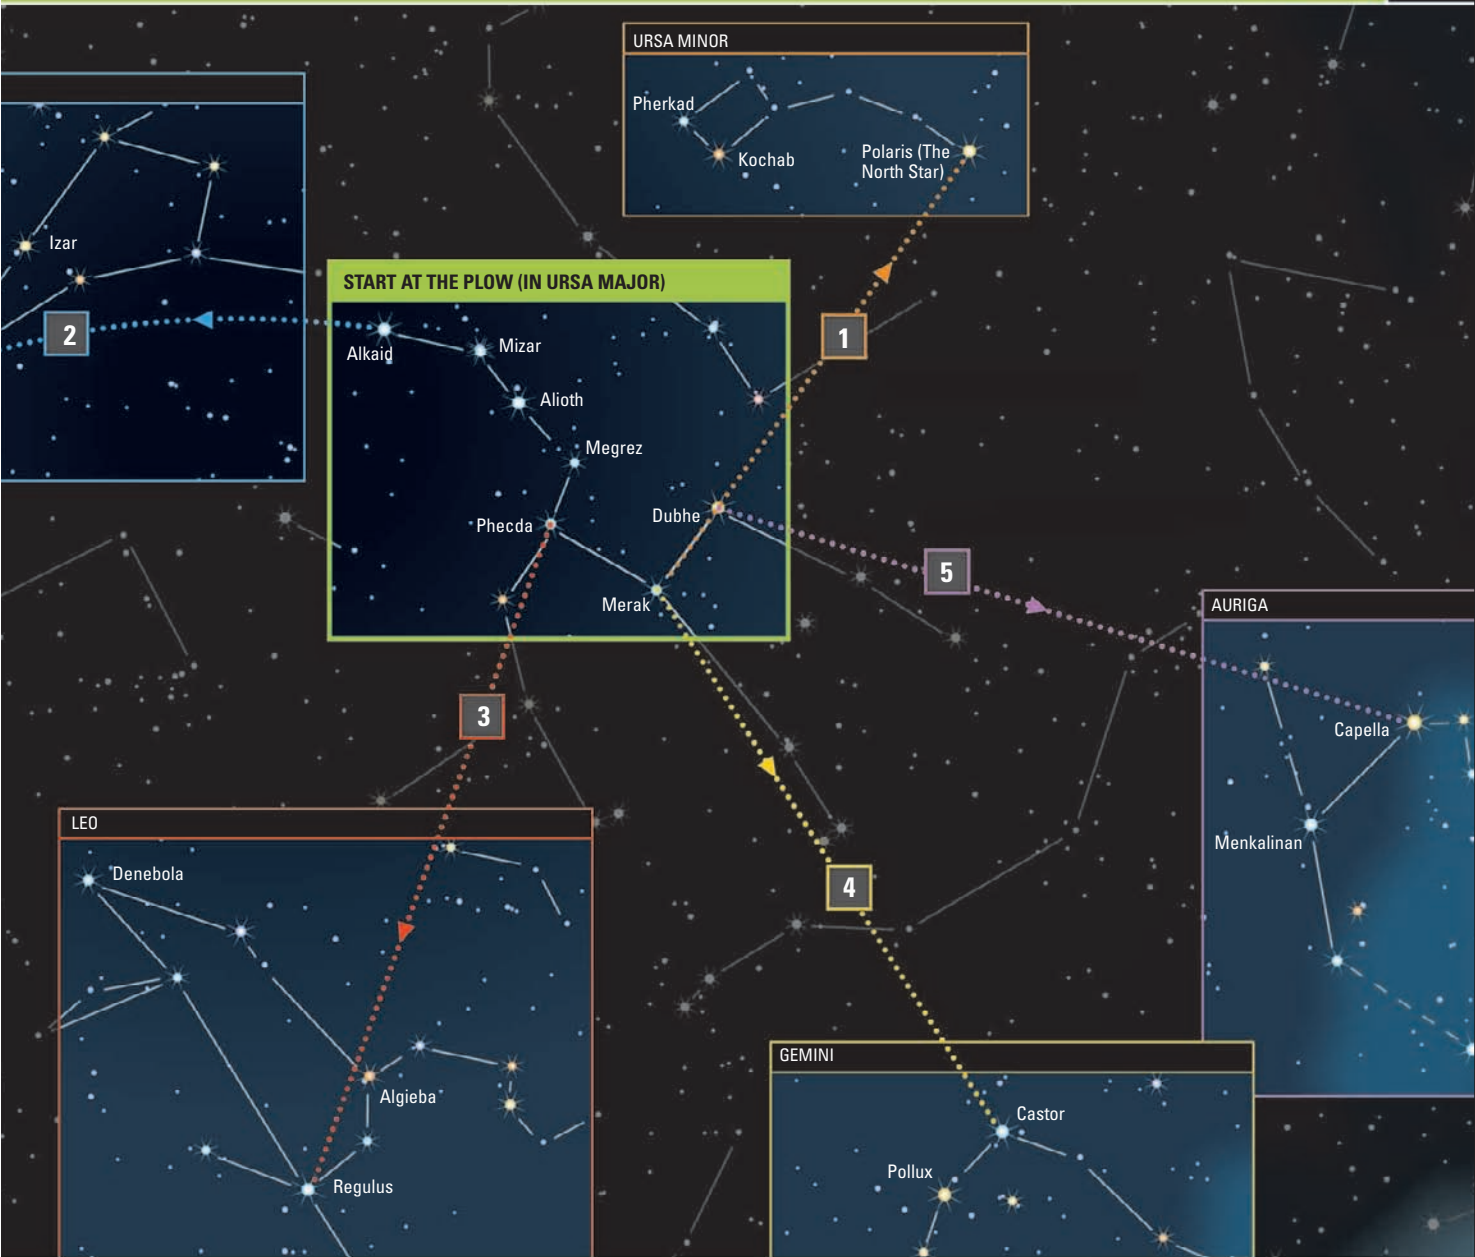 URSA MINOR
Pherkad
Kochab
Polaris (The
North Star)
Izar
2
START AT THE PLOW (IN URSA MAJOR)
Alkaid
Mizar
Alioth
Megrez
Phecda
Dubhe
Merak
1
5
3
4
AURIGA
Capella
Menkalinan
LEO
Denebola
Algieba
Regulus
GEMINI
Castor
Pollux